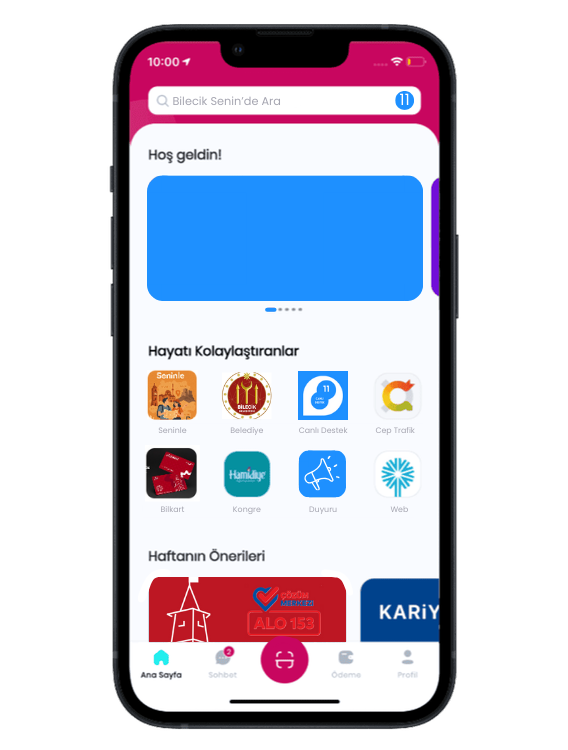 10:00
Bilecik Senin'de Ara
11
Hoş geldin!
Hayatı Kolaylaştıranlar
Seninle
BİLECİK
11
Seninle
Belediye
Canlı Destek
Cep Trafik
Hamidiye
Bilkart
Kongre
Duyuru
Web
Haftanın Önerileri
ÇÖZÜM
MERKEZİ
ALO 153
KARİY
2
Ana Sayfa
Sohbet
Ödeme
Profil